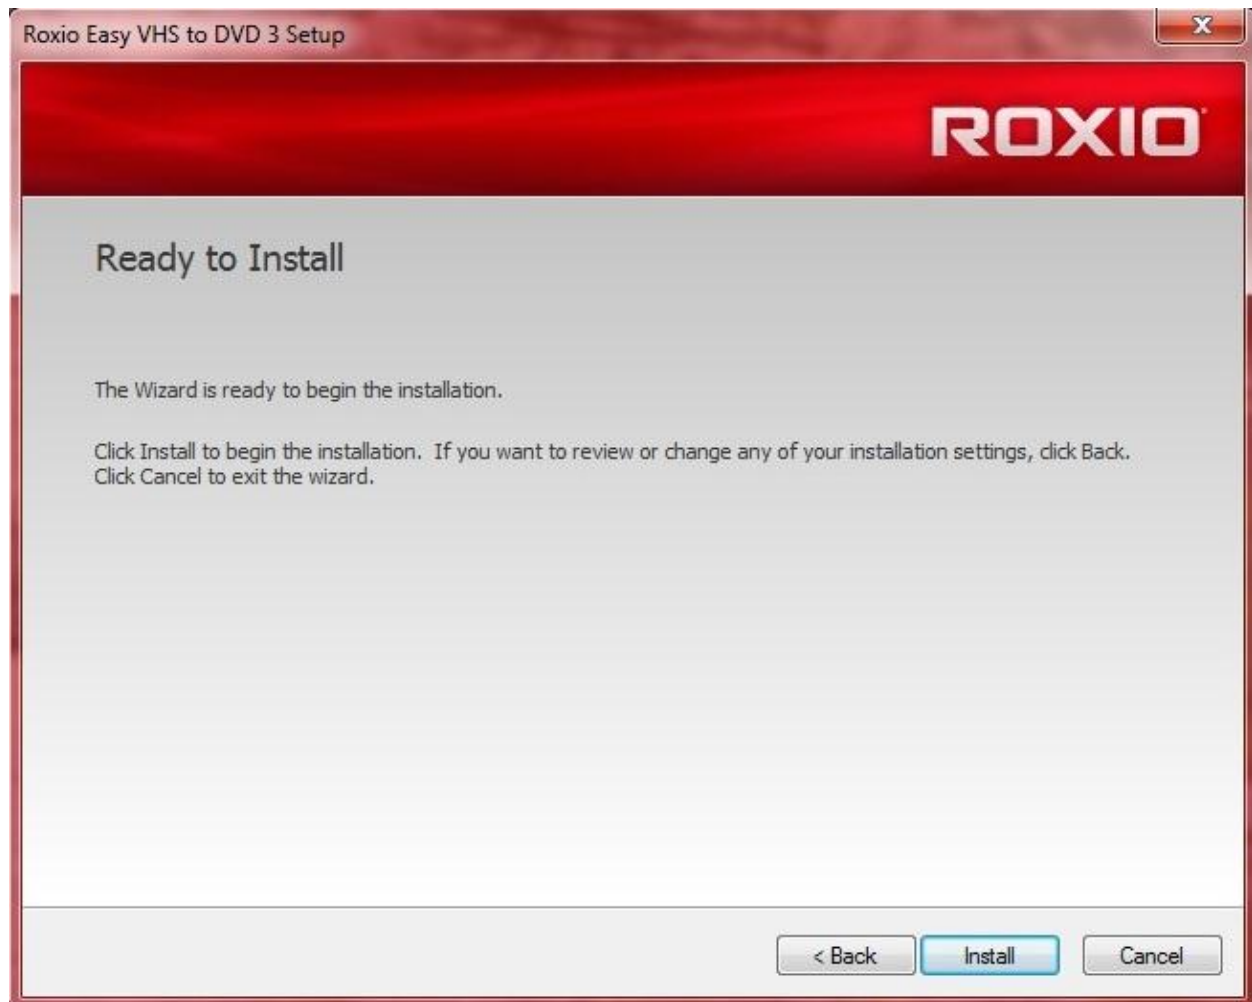 Roxio Easy VHS to DVD 3 Setup
ROXIO
Ready to Install
The Wizard is ready to begin the installation.
Click Install to begin the installation. If you want to review or change any of your installation settings, click Back.
Click Cancel to exit the wizard.
< Back Install Cancel